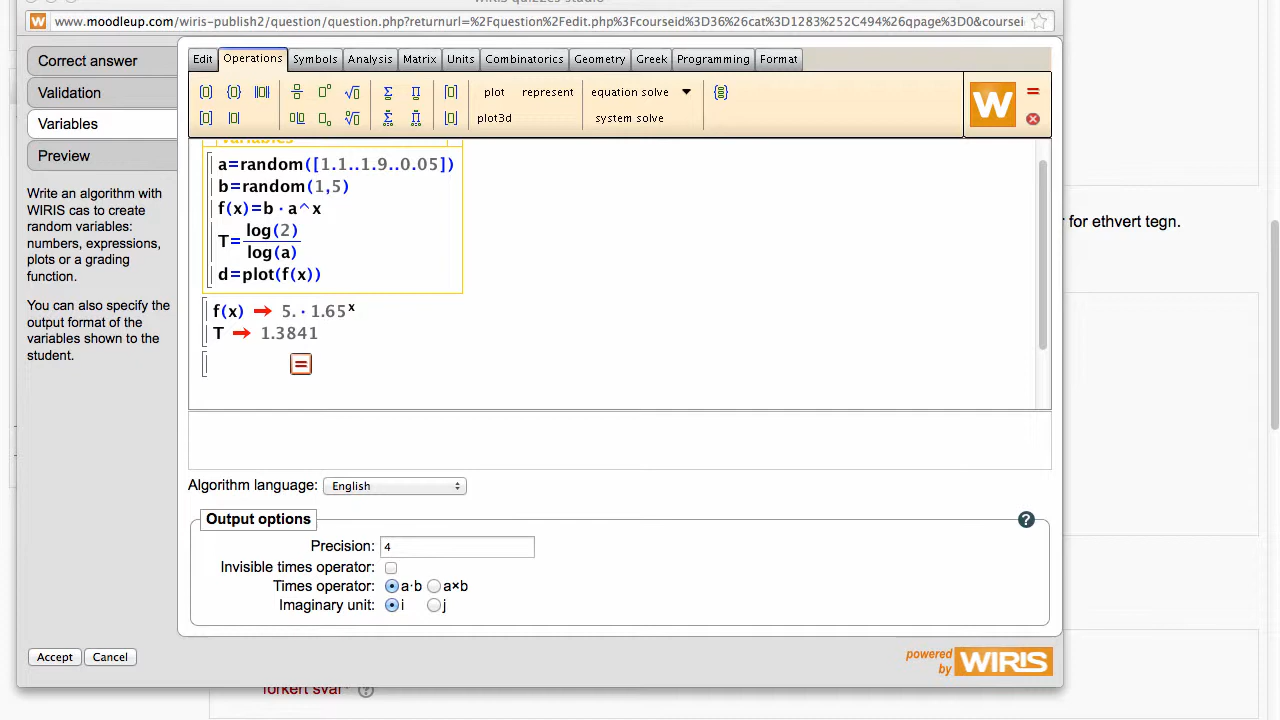 wiris quizzes studio
www.moodleup.com/wiris-publish2/question/question.php?returnurl=%2Fquestion%2Fedit.php%3Fcourseid%3D36%26cat%3D1283%252C494%26qpage%3D0&coursei
Correct answer
Validation
Variables
Preview
Write an algorithm with
WIRIS cas to create
random variables:
numbers, expressions,
plots or a grading
function.
You can also specify the
output format of the
variables shown to the
student.
Edit Operations Symbols Analysis Matrix Units Combinatorics Geometry Greek Programming Format
plot represent equation solve
plot3d system solve
W
Variables
a=random([1.1..1.9..0.05])
b=random(1,5)
f(x)=b · a^x
T=log(2)/log(a)
d=plot(f(x))
f(x) → 5. · 1.65^x
T → 1.3841
=
r for ethvert tegn.
Algorithm language: English
Output options
?
Precision: 4
Invisible times operator:
Times operator: a·b a×b
Imaginary unit: i j
Accept Cancel
powered
by WIRIS
forkert svar ?